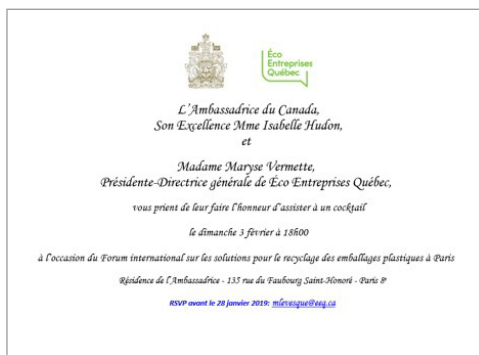 Éco
Entreprises
Québec
L'Ambassadrice du Canada,
Son Excellence Mme Isabelle Hudon,
et
Madame Maryse Vermette,
Présidente-Directrice générale de Éco Entreprises Québec,
vous prient de leur faire l'honneur d'assister à un cocktail
le dimanche 3 février à 18h00
à l'occasion du Forum international sur les solutions pour le recyclage des emballages plastiques à Paris
Résidence de l'Ambassadrice - 135 rue du Faubourg Saint-Honoré - Paris 8e
RSVP avant le 28 janvier 2019: mlevesque@eeq.ca